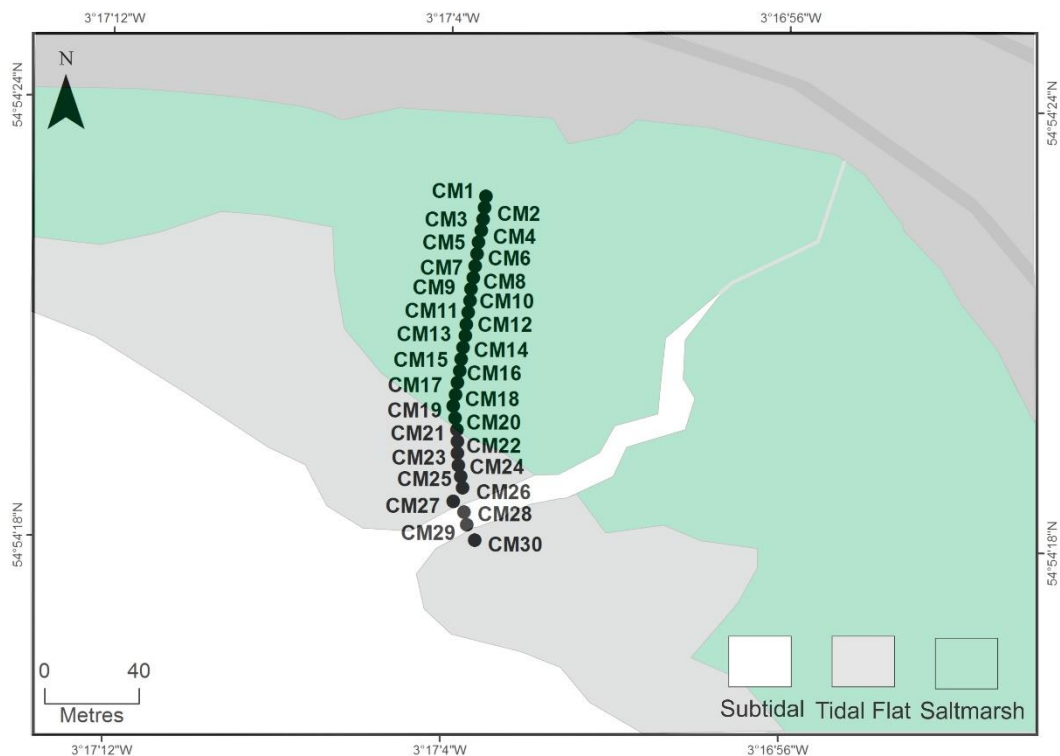 3°17'12"W 3°17'4"W 3°16'56"W
54°54'24"N
54°54'24"N
N
CM1
CM2
CM3
CM4
CM5
CM6
CM7
CM8
CM9
CM10
CM11
CM12
CM13
CM14
CM15
CM16
CM17
CM18
CM19
CM20
CM21
CM22
CM23
CM24
CM25
CM26
CM27
CM28
CM29
CM30
54°54'18"N
54°54'18"N
0 40
Metres
Subtidal Tidal Flat Saltmarsh
3°17'12"W 3°17'4"W 3°16'56"W